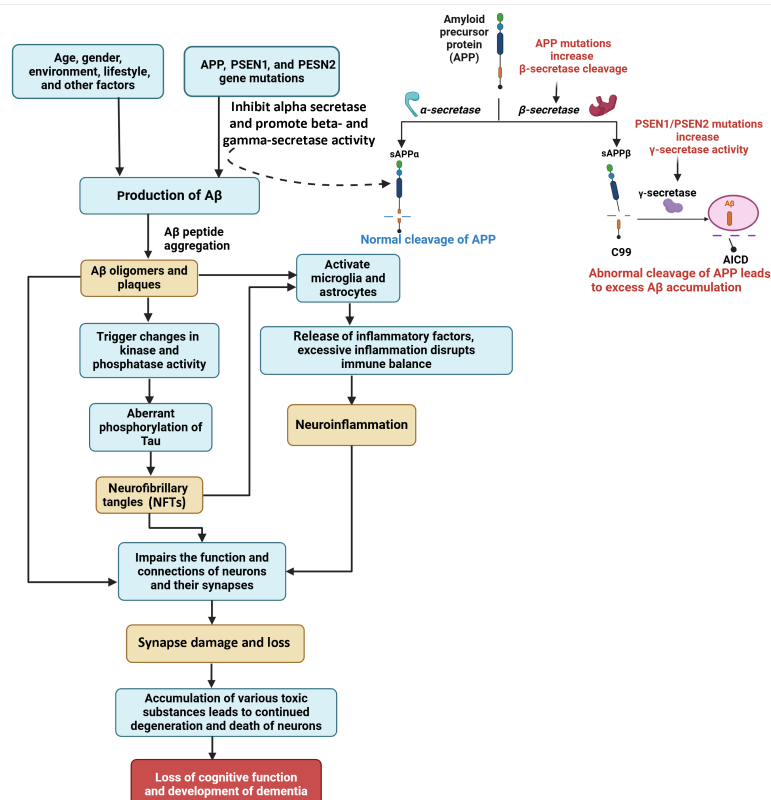 Age, gender,
environment, lifestyle,
and other factors
APP, PSEN1, and PESN2
gene mutations
Inhibit alpha secretase
and promote beta- and
gamma-secretase activity
Production of Aβ
Aβ peptide
aggregation
Aβ oligomers and
plaques
Trigger changes in
kinase and
phosphatase activity
Aberrant
phosphorylation of
Tau
Neurofibrillary
tangles (NFTs)
Activate
microglia and
astrocytes
Release of inflammatory factors,
excessive inflammation disrupts
immune balance
Neuroinflammation
Impairs the function and
connections of neurons
and their synapses
Synapse damage and loss
Accumulation of various toxic
substances leads to continued
degeneration and death of neurons
Loss of cognitive function
and development of dementia
Amyloid
precursor
protein
(APP)
APP mutations
increase
β-secretase cleavage
α-secretase
β-secretase
sAPPα
Normal cleavage of APP
sAPPβ
PSEN1/PSEN2 mutations
increase
γ-secretase activity
γ-secretase
Aβ
C99
AICD
Abnormal cleavage of APP leads
to excess Aβ accumulation